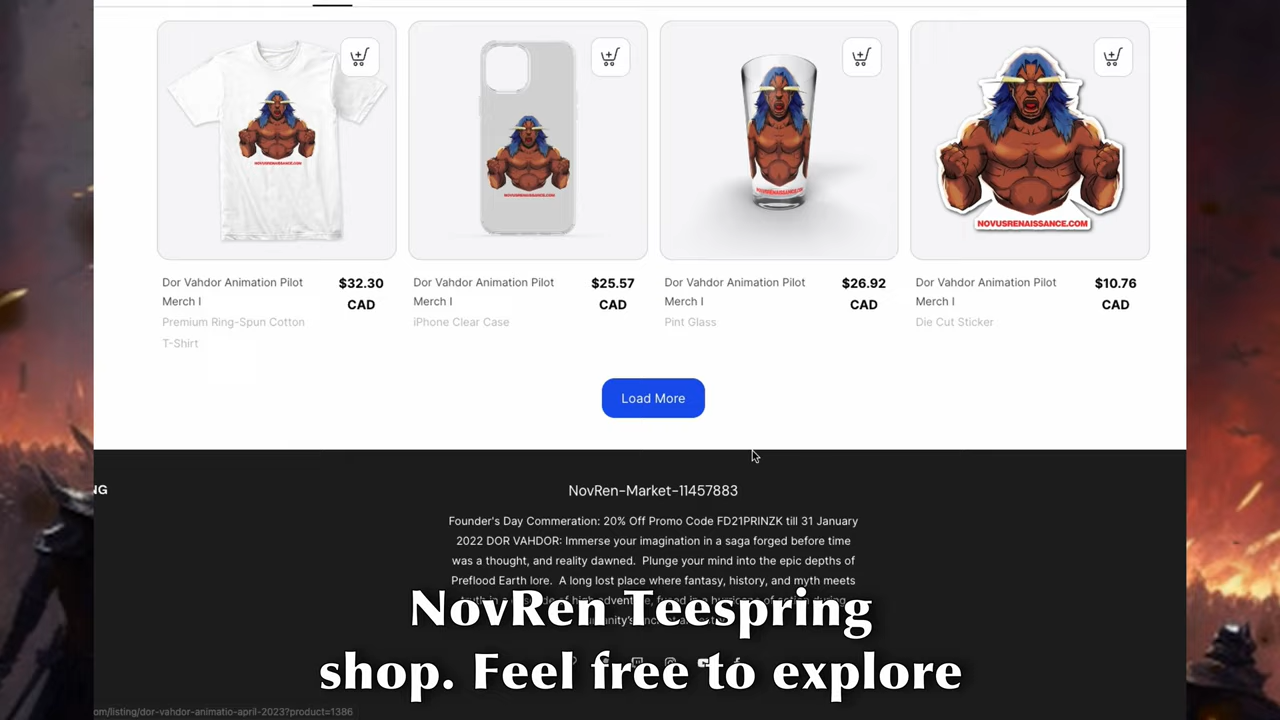 NOVUSRENAISSANCE.COM
NOVUSRENAISSANCE.COM
NOVUSRENAISSANCE.COM
NOVUSRENAISSANCE.COM
Dor Vahdor Animation Pilot
Merch I
$32.30
CAD
Premium Ring-Spun Cotton
T-Shirt
Dor Vahdor Animation Pilot
Merch I
$25.57
CAD
iPhone Clear Case
Dor Vahdor Animation Pilot
Merch I
$26.92
CAD
Pint Glass
Dor Vahdor Animation Pilot
Merch I
$10.76
CAD
Die Cut Sticker
Load More
NG
NovRen-Market-11457883
Founder's Day Commeration: 20% Off Promo Code FD21PRINZK till 31 January
2022 DOR VAHDOR: Immerse your imagination in a saga forged before time
was a thought, and reality dawned. Plunge your mind into the epic depths of
Preflood Earth lore. A long lost place where fantasy, history, and myth meets
NovRen Teespring
shop. Feel free to explore
com/listing/dor-vahdor-animatio-april-2023?product=1386